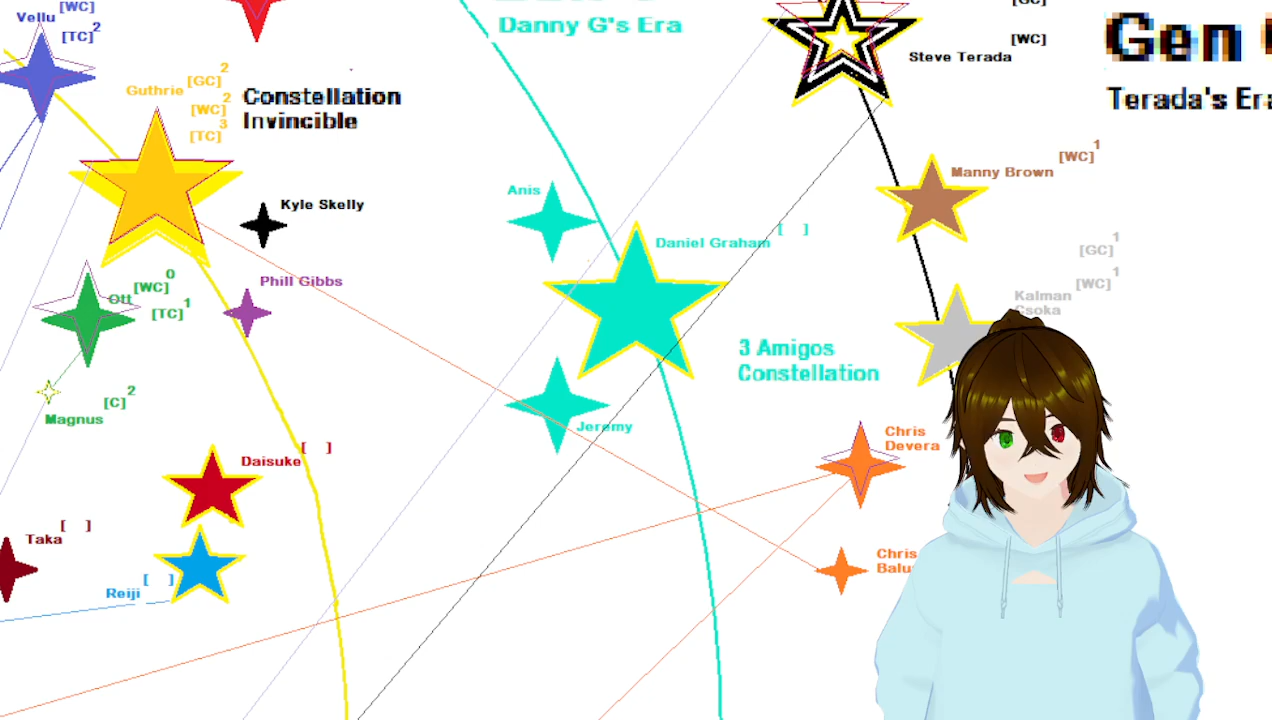 Vellu
[WC]
[TC]2
Danny G's Era
[WC]
Steve Terada
Gen
Terada's Era
Guthrie
[GC]2
[WC]2
[TC]3
Constellation
Invincible
Kyle Skelly
Anis
Daniel Graham [ ]
Manny Brown [WC]1
[GC]1
[WC]1
Kalman
Csoka
Ott [WC]0
[TC]1
Phill Gibbs
3 Amigos
Constellation
Magnus [C]2
Jeremy
Chris
Devera
Daisuke [ ]
Taka [ ]
Reiji [ ]
Chris